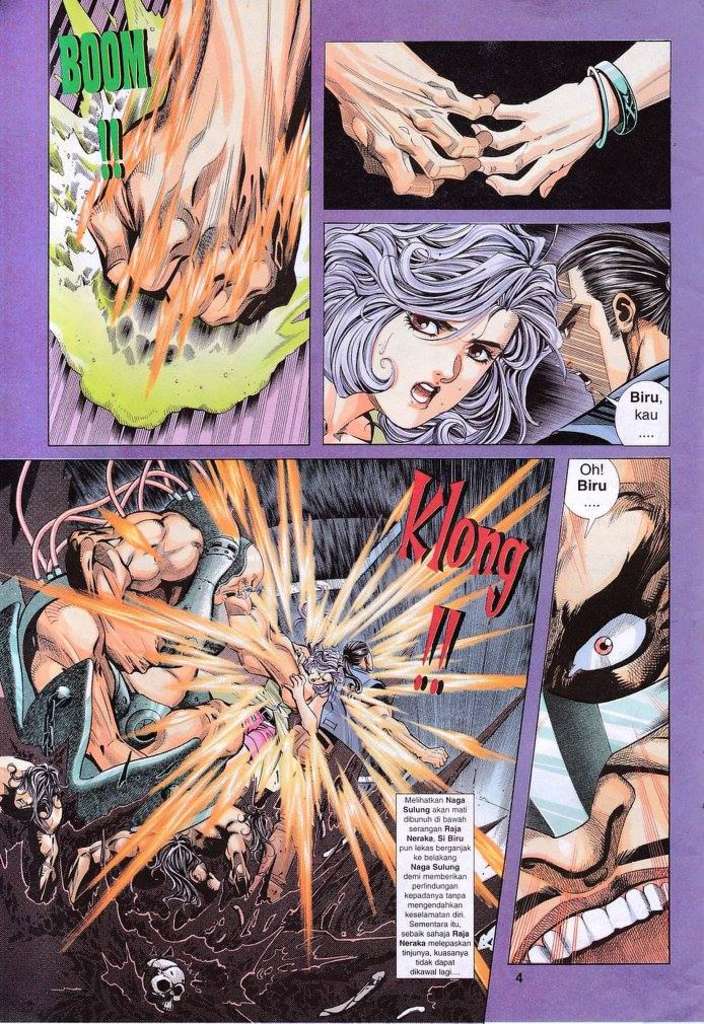 BOOM
!!
Biru,
kau
....
Klong
!!
Oh!
Biru
....
Melihatkan Naga
Sulung akan mati
dibunuh di bawah
serangan Raja
Neraka, Si Biru
pun lekas berganjak
ke belakang
Naga Sulung
demi memberikan
perlindungan
kepadanya tanpa
mengendahkan
keselamatan diri.
Sementara itu,
sebaik sahaja Raja
Neraka melepaskan
tinjunya, kuasanya
tidak dapat
dikawal lagi....
4